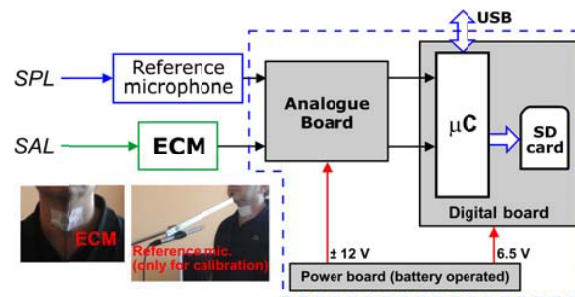 USB
SPL
Reference
microphone
SAL
ECM
Analogue
Board
µC
SD
card
Digital board
ECM
Reference mic.
(only for calibration)
± 12 V
6.5 V
Power board (battery operated)